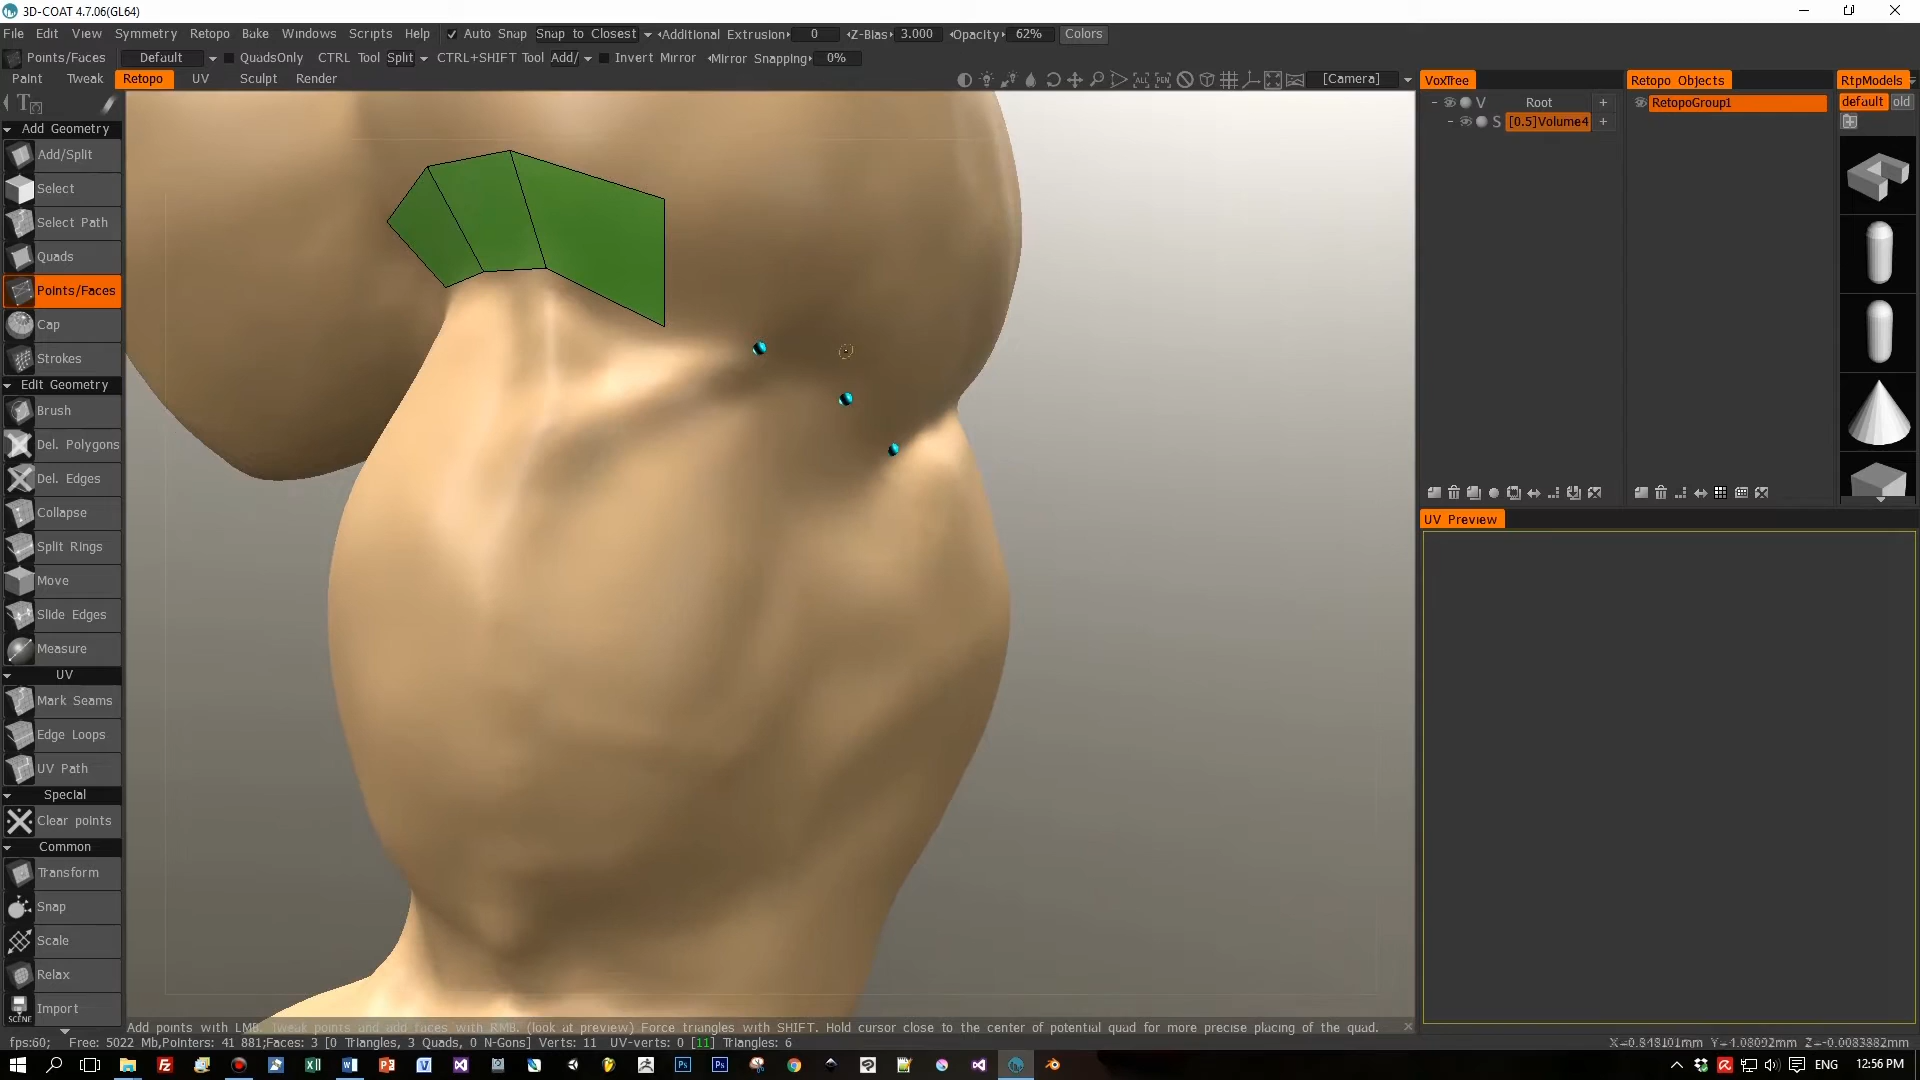 3D-COAT 4.7.06(GL64)
File Edit View Symmetry Retopo Bake Windows Scripts Help Auto Snap Snap to Closest Additional Extrusion 0 Z-Bias 3.000 Opacity 62% Colors
Points/Faces Default QuadsOnly CTRL Tool Split CTRL+SHIFT Tool Add/ Invert Mirror Mirror Snapping 0%
Paint Tweak Retopo UV Sculpt Render [Camera] VoxTree Retopo Objects RtpModels
V Root + RetopoGroup1 default old
S [0.5]Volume4 +
Add Geometry
Add/Split
Select
Select Path
Quads
Points/Faces
Cap
Strokes
Edit Geometry
Brush
Del. Polygons
Del. Edges
Collapse
Split Rings
Move
Slide Edges
Measure
UV
Mark Seams
Edge Loops
UV Path
Special
Clear points
Common
Transform
Snap
Scale
Relax
Import
SCENE
UV Preview
Add points with LMB. Tweak points and add faces with RMB. (look at preview) Force triangles with SHIFT. Hold cursor close to the center of potential quad for more precise placing of the quad.
fps:60; Free: 5022 Mb,Pointers: 41 881;Faces: 3 [0 Triangles, 3 Quads, 0 N-Gons] Verts: 11 UV-verts: 0 [11] Triangles: 6
ENG 12:56 PM